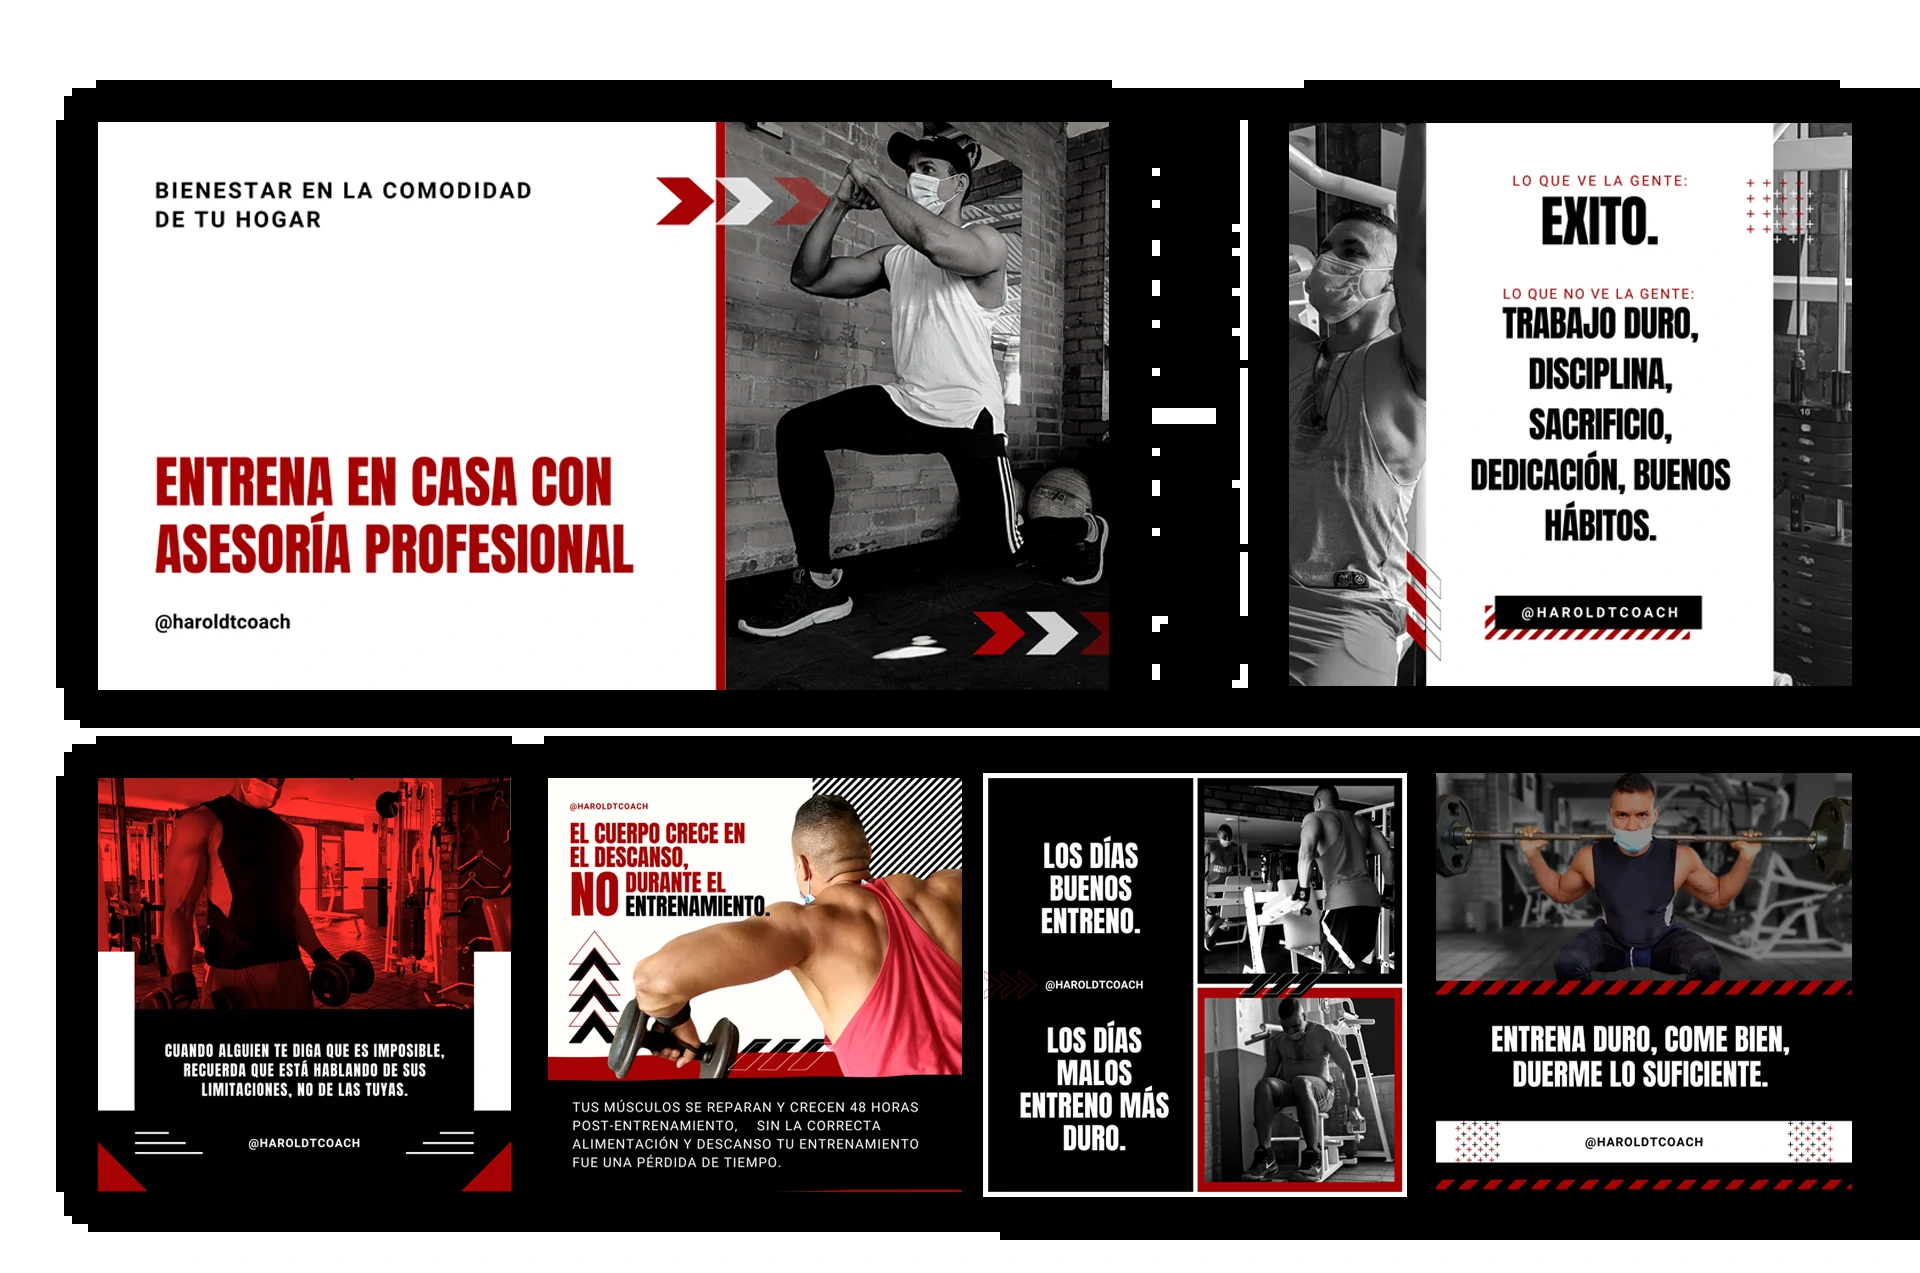 BIENESTAR EN LA COMODIDAD
DE TU HOGAR
ENTRENA EN CASA CON
ASESORÍA PROFESIONAL
@haroldtcoach
LO QUE VE LA GENTE:
EXITO.
LO QUE NO VE LA GENTE:
TRABAJO DURO,
DISCIPLINA,
SACRIFICIO,
DEDICACIÓN, BUENOS
HÁBITOS.
@HAROLDTCOACH
10
CUANDO ALGUIEN TE DIGA QUE ES IMPOSIBLE,
RECUERDA QUE ESTÁ HABLANDO DE SUS
LIMITACIONES, NO DE LAS TUYAS.
@HAROLDTCOACH
@HAROLDTCOACH
EL CUERPO CRECE EN
EL DESCANSO,
NO DURANTE EL
ENTRENAMIENTO.
TUS MÚSCULOS SE REPARAN Y CRECEN 48 HORAS
POST-ENTRENAMIENTO, SIN LA CORRECTA
ALIMENTACIÓN Y DESCANSO TU ENTRENAMIENTO
FUE UNA PÉRDIDA DE TIEMPO.
LOS DÍAS
BUENOS
ENTRENO.
@HAROLDTCOACH
LOS DÍAS
MALOS
ENTRENO MÁS
DURO.
ENTRENA DURO, COME BIEN,
DUERME LO SUFICIENTE.
@HAROLDTCOACH